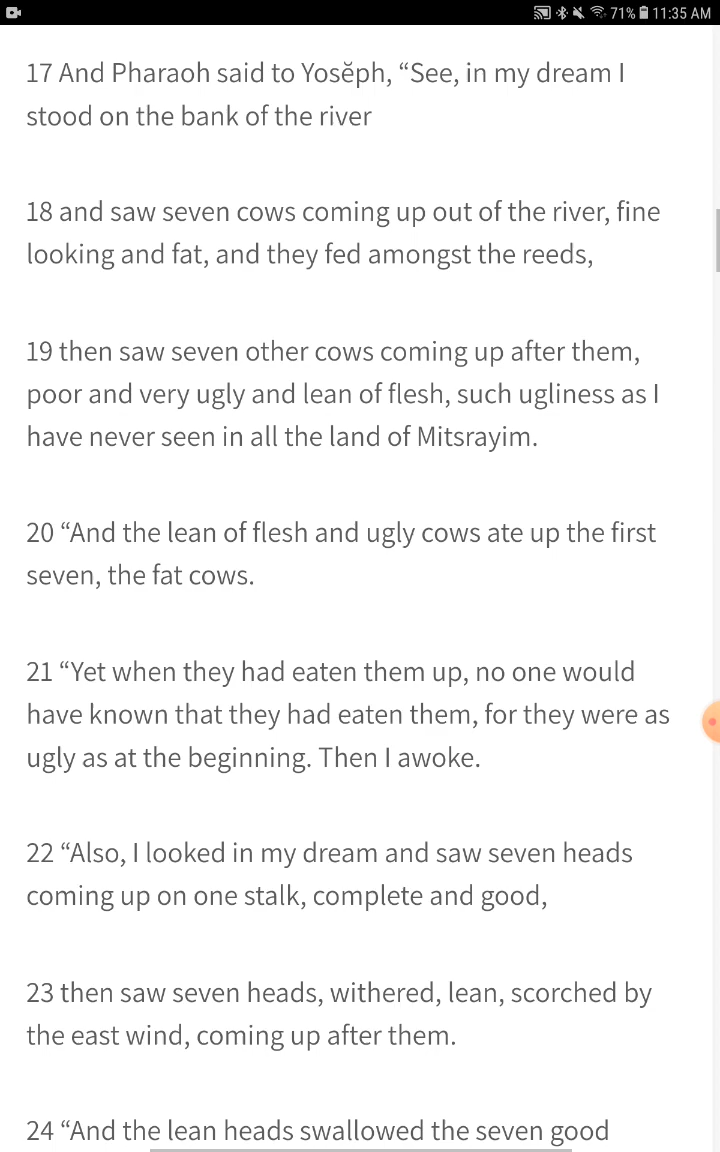 71% 11:35 AM
17 And Pharaoh said to Yosĕph, “See, in my dream I
stood on the bank of the river
18 and saw seven cows coming up out of the river, fine
looking and fat, and they fed amongst the reeds,
19 then saw seven other cows coming up after them,
poor and very ugly and lean of flesh, such ugliness as I
have never seen in all the land of Mitsrayim.
20 “And the lean of flesh and ugly cows ate up the first
seven, the fat cows.
21 “Yet when they had eaten them up, no one would
have known that they had eaten them, for they were as
ugly as at the beginning. Then I awoke.
22 “Also, I looked in my dream and saw seven heads
coming up on one stalk, complete and good,
23 then saw seven heads, withered, lean, scorched by
the east wind, coming up after them.
24 “And the lean heads swallowed the seven good